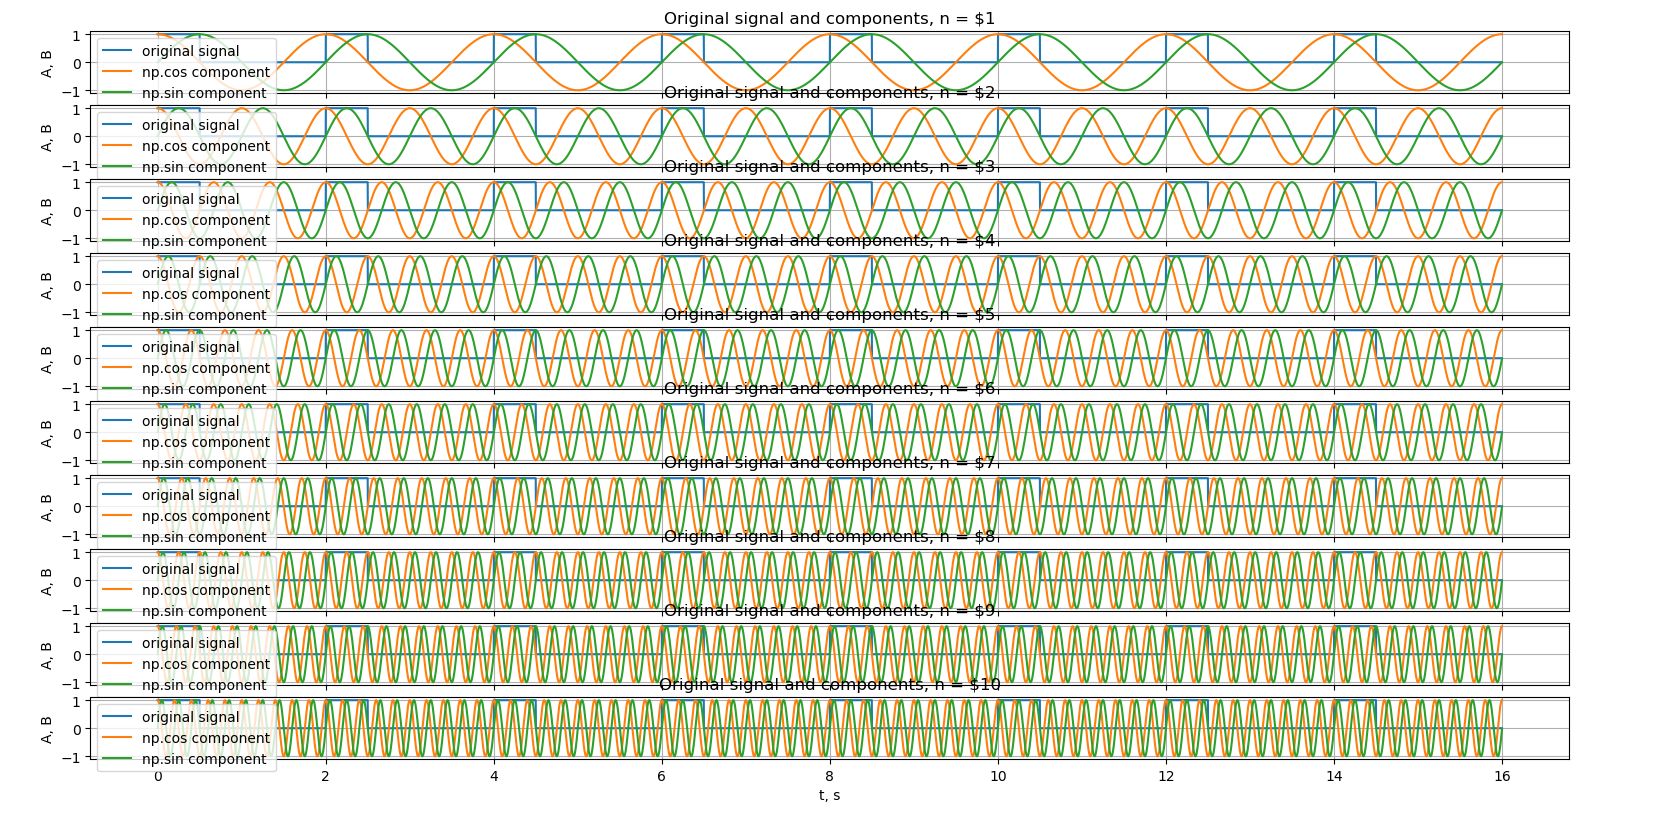 Original signal and components, n = $1
A, B
1
0
−1
original signal
np.cos component
np.sin component
Original signal and components, n = $2
A, B
1
0
−1
original signal
np.cos component
np.sin component
Original signal and components, n = $3
A, B
1
0
−1
original signal
np.cos component
np.sin component
Original signal and components, n = $4
A, B
1
0
−1
original signal
np.cos component
np.sin component
Original signal and components, n = $5
A, B
1
0
−1
original signal
np.cos component
np.sin component
Original signal and components, n = $6
A, B
1
0
−1
original signal
np.cos component
np.sin component
Original signal and components, n = $7
A, B
1
0
−1
original signal
np.cos component
np.sin component
Original signal and components, n = $8
A, B
1
0
−1
original signal
np.cos component
np.sin component
Original signal and components, n = $9
A, B
1
0
−1
original signal
np.cos component
np.sin component
Original signal and components, n = $10
A, B
1
0
−1
original signal
np.cos component
np.sin component
0 2 4 6 8 10 12 14 16
t, s